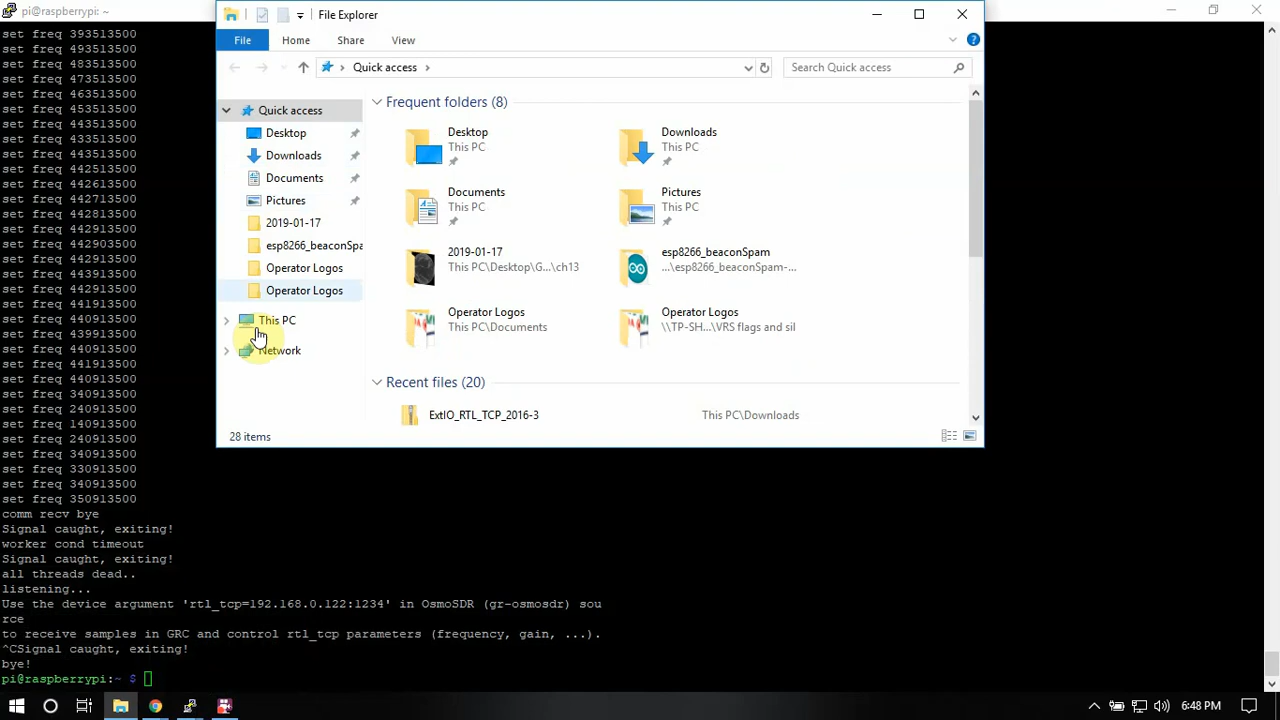 pi@raspberrypi: ~
set freq 393513500
set freq 493513500
set freq 483513500
set freq 473513500
set freq 463513500
set freq 453513500
set freq 443513500
set freq 433513500
set freq 443513500
set freq 442513500
set freq 442613500
set freq 442713500
set freq 442813500
set freq 442913500
set freq 442903500
set freq 442913500
set freq 443913500
set freq 442913500
set freq 441913500
set freq 440913500
set freq 439913500
set freq 440913500
set freq 441913500
set freq 440913500
set freq 340913500
set freq 240913500
set freq 140913500
set freq 240913500
set freq 340913500
set freq 330913500
set freq 340913500
set freq 350913500
comm recv bye
Signal caught, exiting!
worker cond timeout
Signal caught, exiting!
all threads dead..
listening...
Use the device argument 'rtl_tcp=192.168.0.122:1234' in OsmoSDR (gr-osmosdr) sou
rce
to receive samples in GRC and control rtl_tcp parameters (frequency, gain, ...).
^CSignal caught, exiting!
bye!
pi@raspberrypi:~ $
File Explorer
File Home Share View
Quick access
Search Quick access
Quick access
Desktop
Downloads
Documents
Pictures
2019-01-17
esp8266_beaconSpa
Operator Logos
Operator Logos
This PC
Network
Frequent folders (8)
Desktop
This PC
Downloads
This PC
Documents
This PC
Pictures
This PC
2019-01-17
This PC\Desktop\G...\ch13
esp8266_beaconSpam
...\esp8266_beaconSpam-...
Operator Logos
This PC\Documents
Operator Logos
\\TP-SH...\VRS flags and sil
Recent files (20)
ExtIO_RTL_TCP_2016-3 This PC\Downloads
28 items
6:48 PM